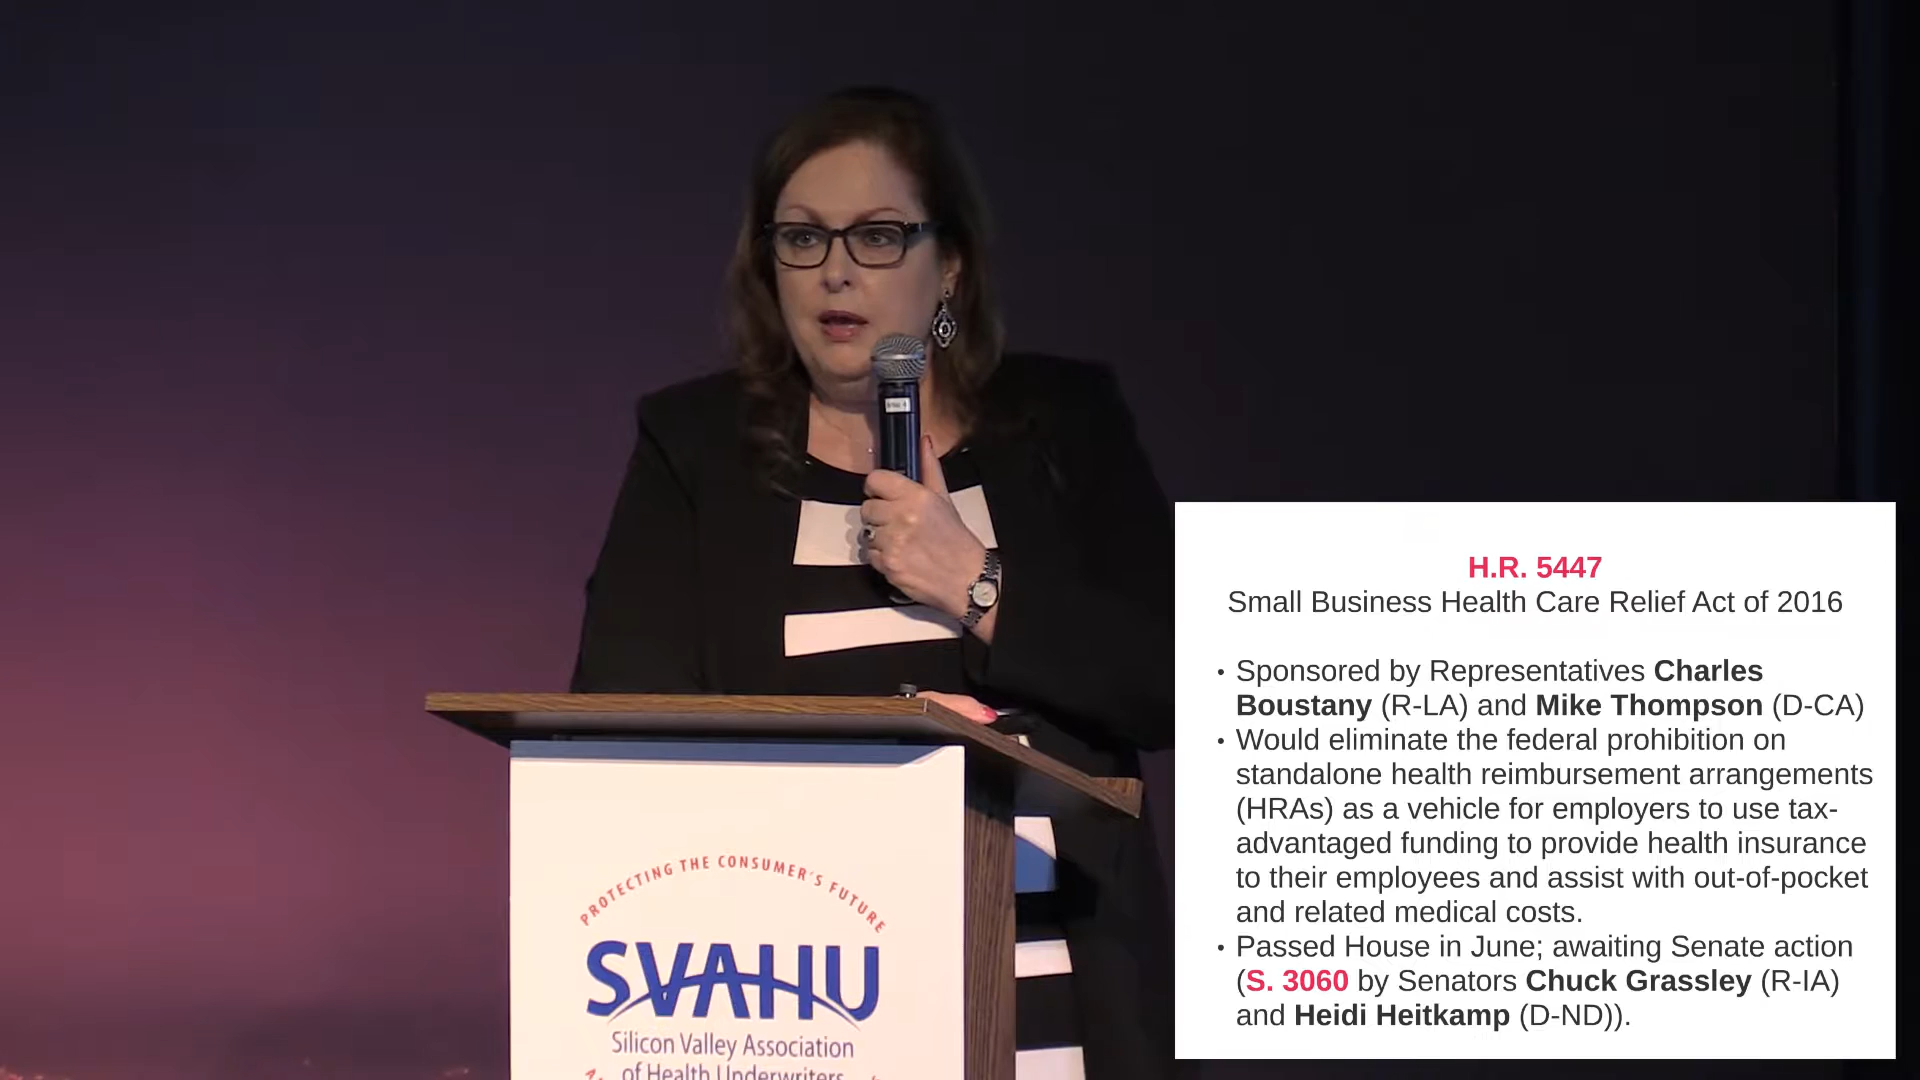 H.R. 5447
Small Business Health Care Relief Act of 2016
• Sponsored by Representatives Charles
Boustany (R-LA) and Mike Thompson (D-CA)
• Would eliminate the federal prohibition on
standalone health reimbursement arrangements
(HRAs) as a vehicle for employers to use tax-
advantaged funding to provide health insurance
to their employees and assist with out-of-pocket
and related medical costs.
• Passed House in June; awaiting Senate action
(S. 3060 by Senators Chuck Grassley (R-IA)
and Heidi Heitkamp (D-ND)).
PROTECTING THE CONSUMER'S FUTURE
SVAHU
Silicon Valley Association
of Health Underwriters